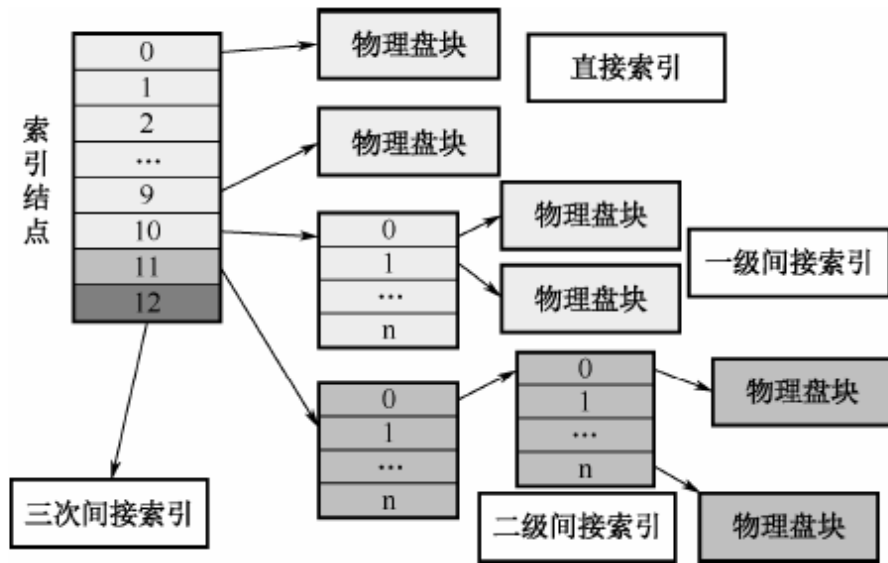 索引结点
0
1
2
...
9
10
11
12
物理盘块
直接索引
物理盘块
0
1
...
n
物理盘块
物理盘块
一级间接索引
0
1
...
n
0
1
...
n
物理盘块
物理盘块
二级间接索引
三次间接索引